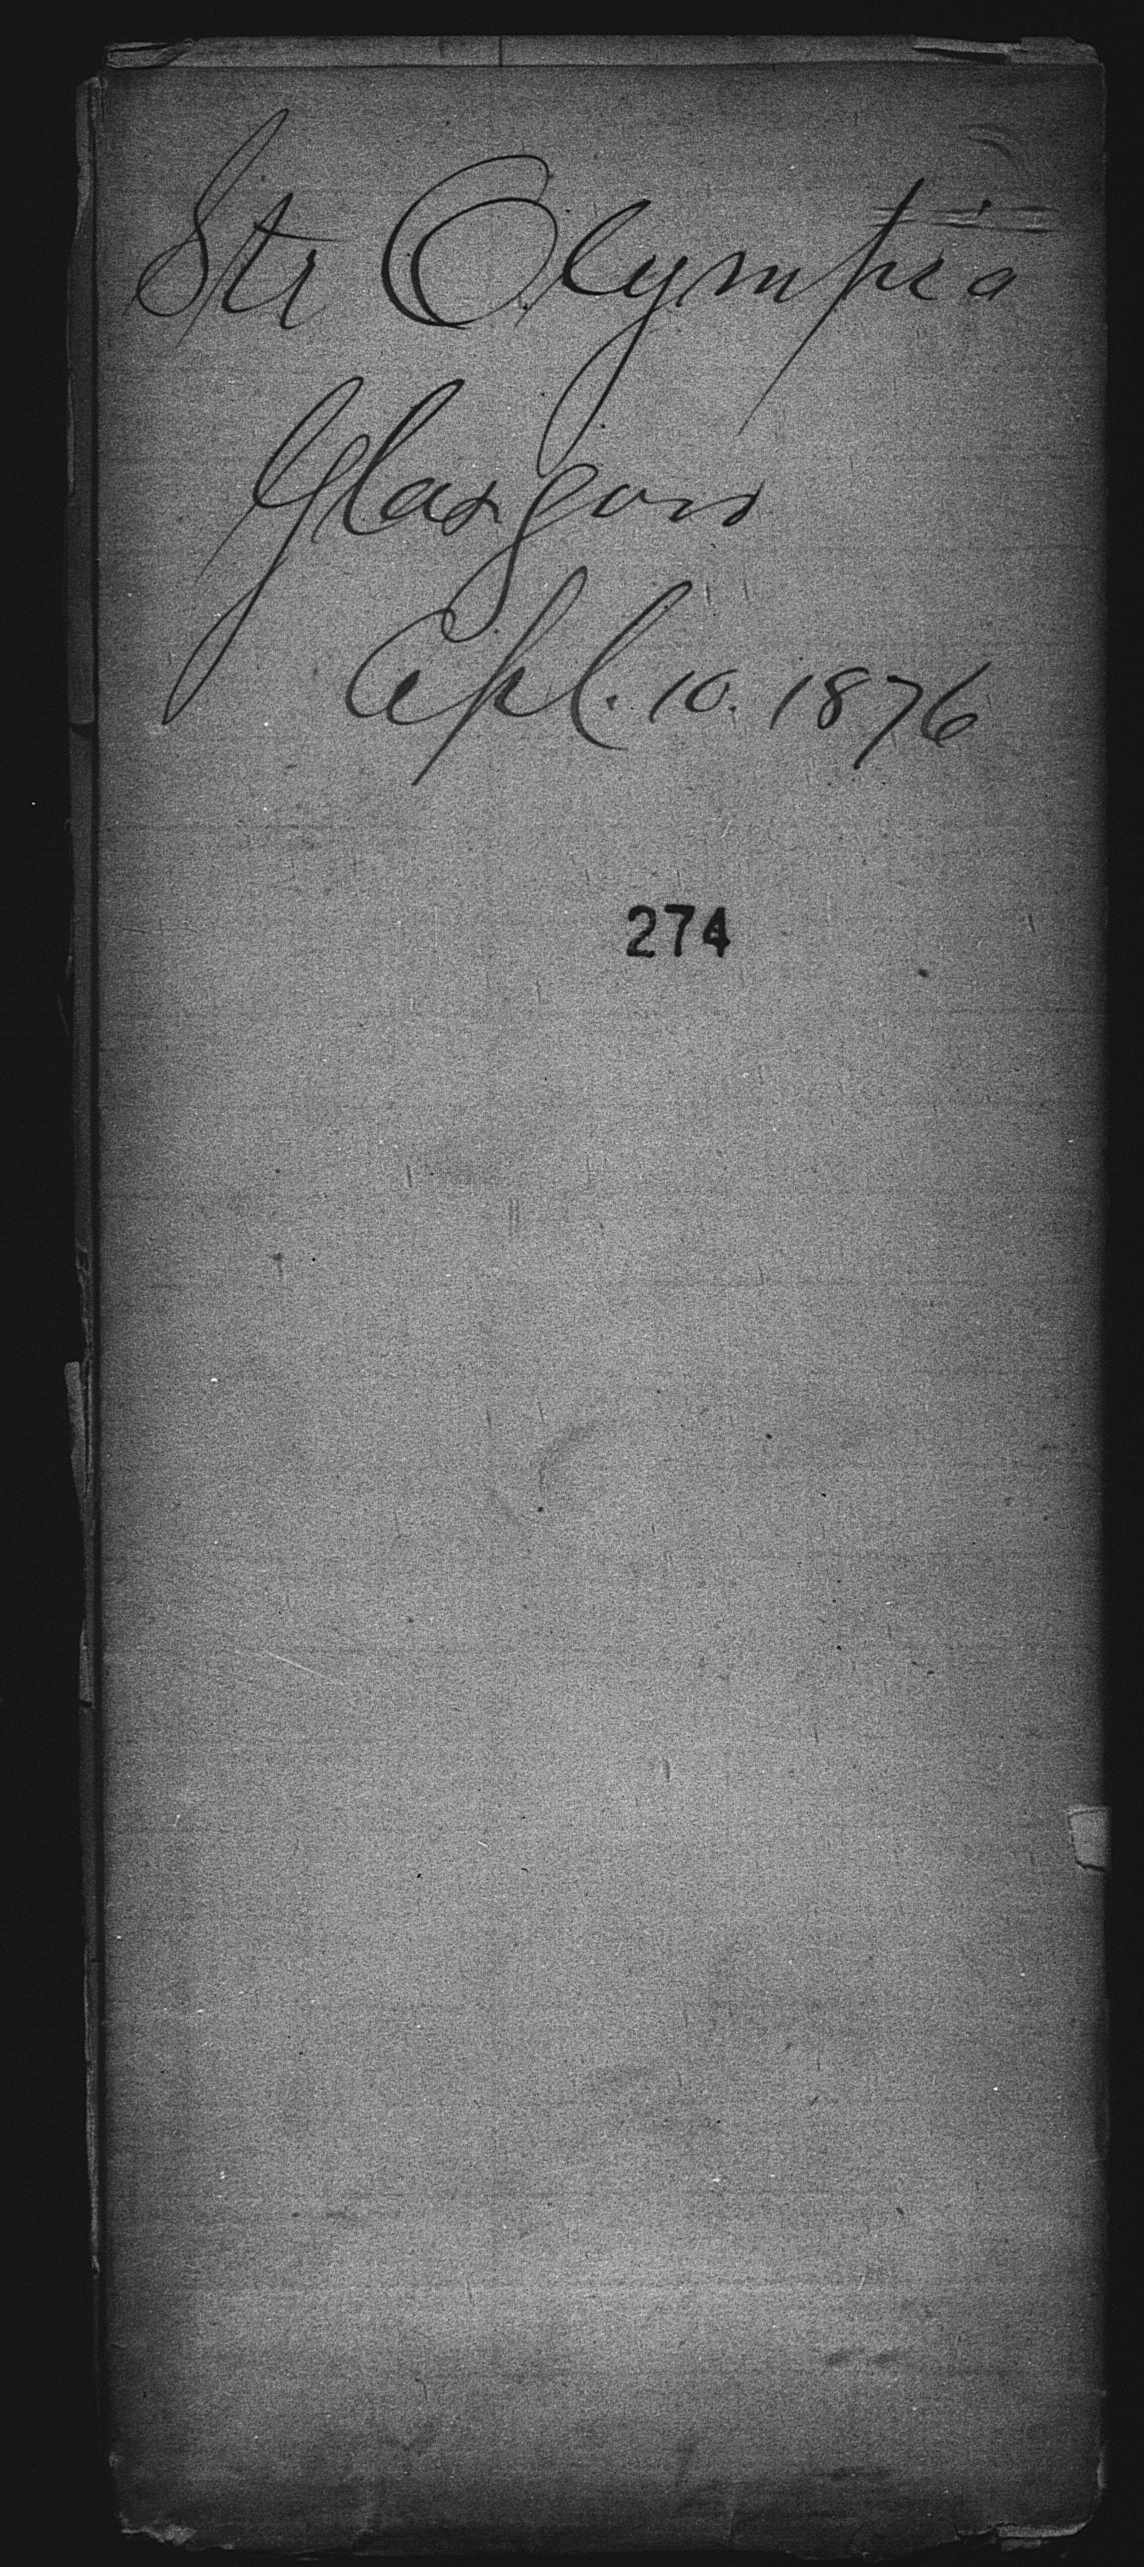 Str Olympia
Glasgow
Apl. 10. 1876
274